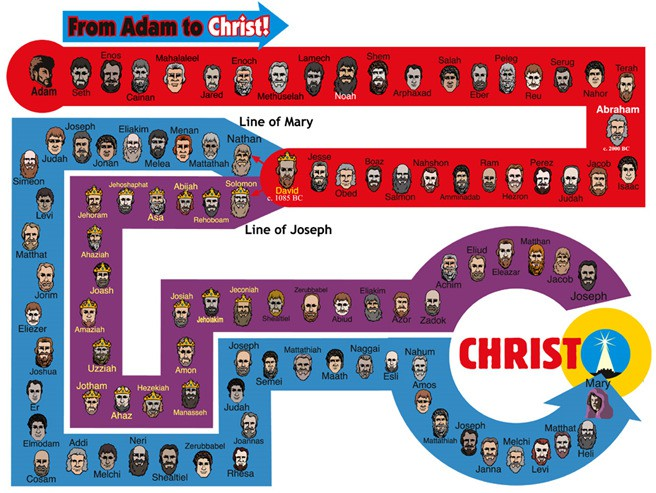 From Adam to Christ!
Adam
Seth
Enos
Cainan
Mahalaleel
Jared
Enoch
Methuselah
Lamech
Noah
Shem
Arphaxad
Salah
Eber
Peleg
Reu
Serug
Nahor
Terah
Abraham
c. 2000 BC
Isaac
Jacob
Judah
Perez
Hezron
Ram
Amminadab
Nahshon
Salmon
Boaz
Obed
Jesse
David
c. 1085 BC
Line of Mary
Nathan
Mattathah
Menan
Melea
Eliakim
Jonan
Joseph
Judah
Simeon
Levi
Matthat
Jorim
Eliezer
Joshua
Er
Elmodam
Cosam
Addi
Melchi
Neri
Shealtiel
Zerubbabel
Rhesa
Joannas
Judah
Joseph
Semei
Mattathiah
Maath
Naggai
Esli
Nahum
Amos
Mattathiah
Joseph
Janna
Melchi
Levi
Matthat
Heli
Mary
Line of Joseph
Solomon
Rehoboam
Abijah
Asa
Jehoshaphat
Jehoram
Ahaziah
Joash
Amaziah
Uzziah
Jotham
Ahaz
Hezekiah
Manasseh
Amon
Josiah
Jehoiakim
Jeconiah
Shealtiel
Zerubbabel
Abiud
Eliakim
Azor
Zadok
Achim
Eliud
Eleazar
Matthan
Jacob
Joseph
CHRIST